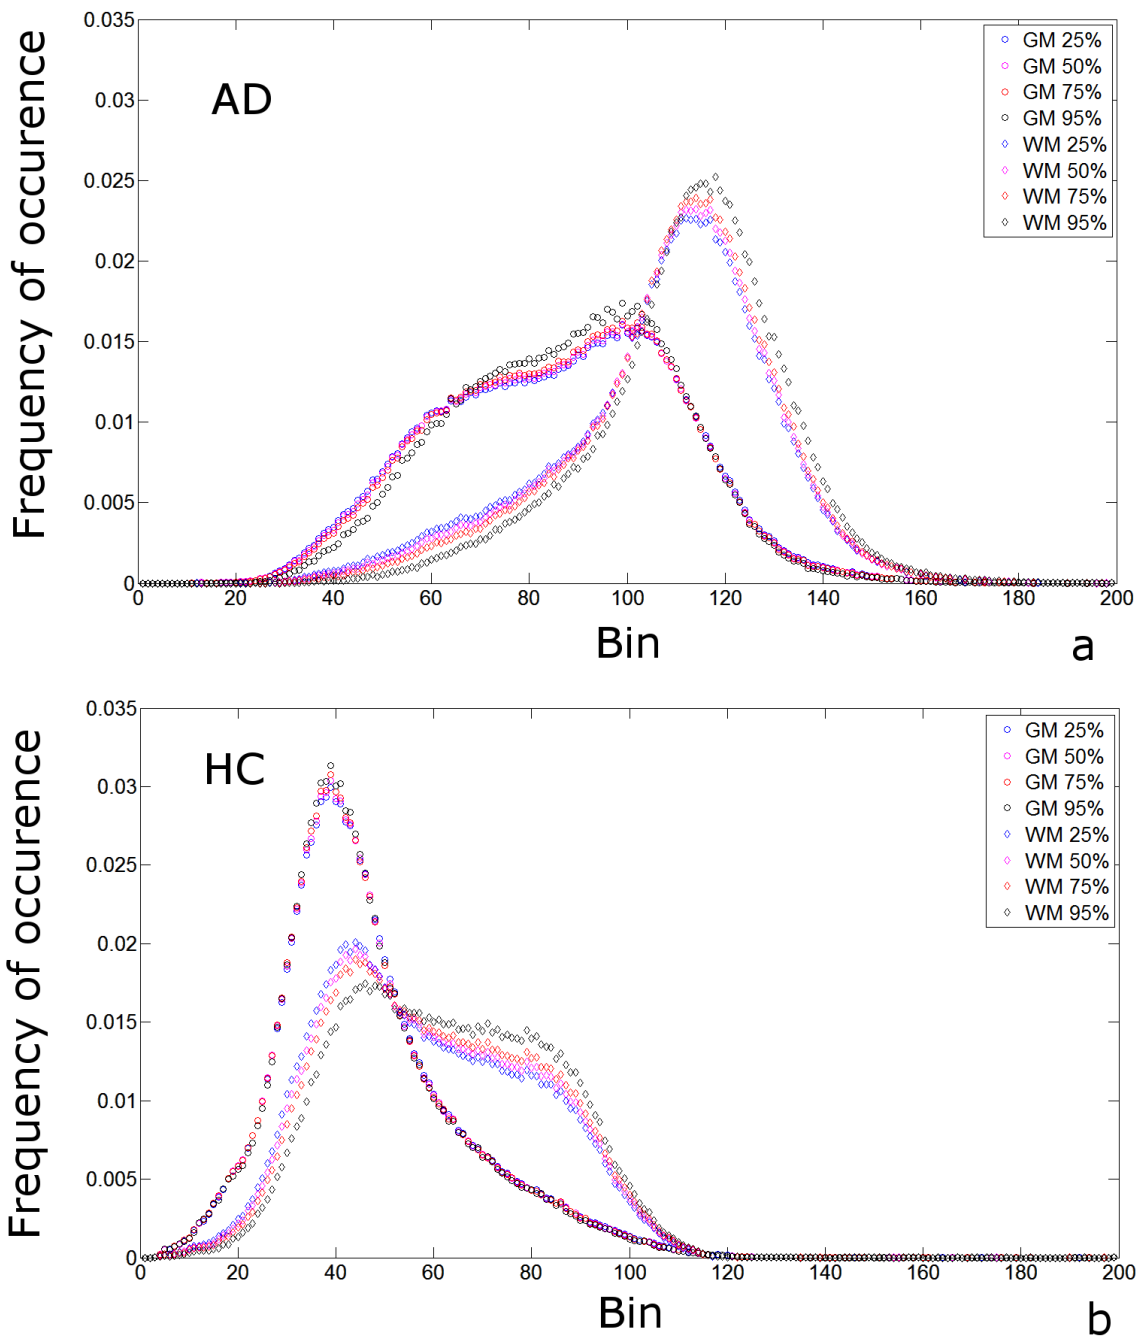 0.035
0.03
0.025
0.02
0.015
0.01
0.005
0
Frequency of occurence
AD
GM 25%
GM 50%
GM 75%
GM 95%
WM 25%
WM 50%
WM 75%
WM 95%
0 20 40 60 80 100 120 140 160 180 200
Bin
a
0.035
0.03
0.025
0.02
0.015
0.01
0.005
0
Frequency of occurence
HC
GM 25%
GM 50%
GM 75%
GM 95%
WM 25%
WM 50%
WM 75%
WM 95%
0 20 40 60 80 100 120 140 160 180 200
Bin
b